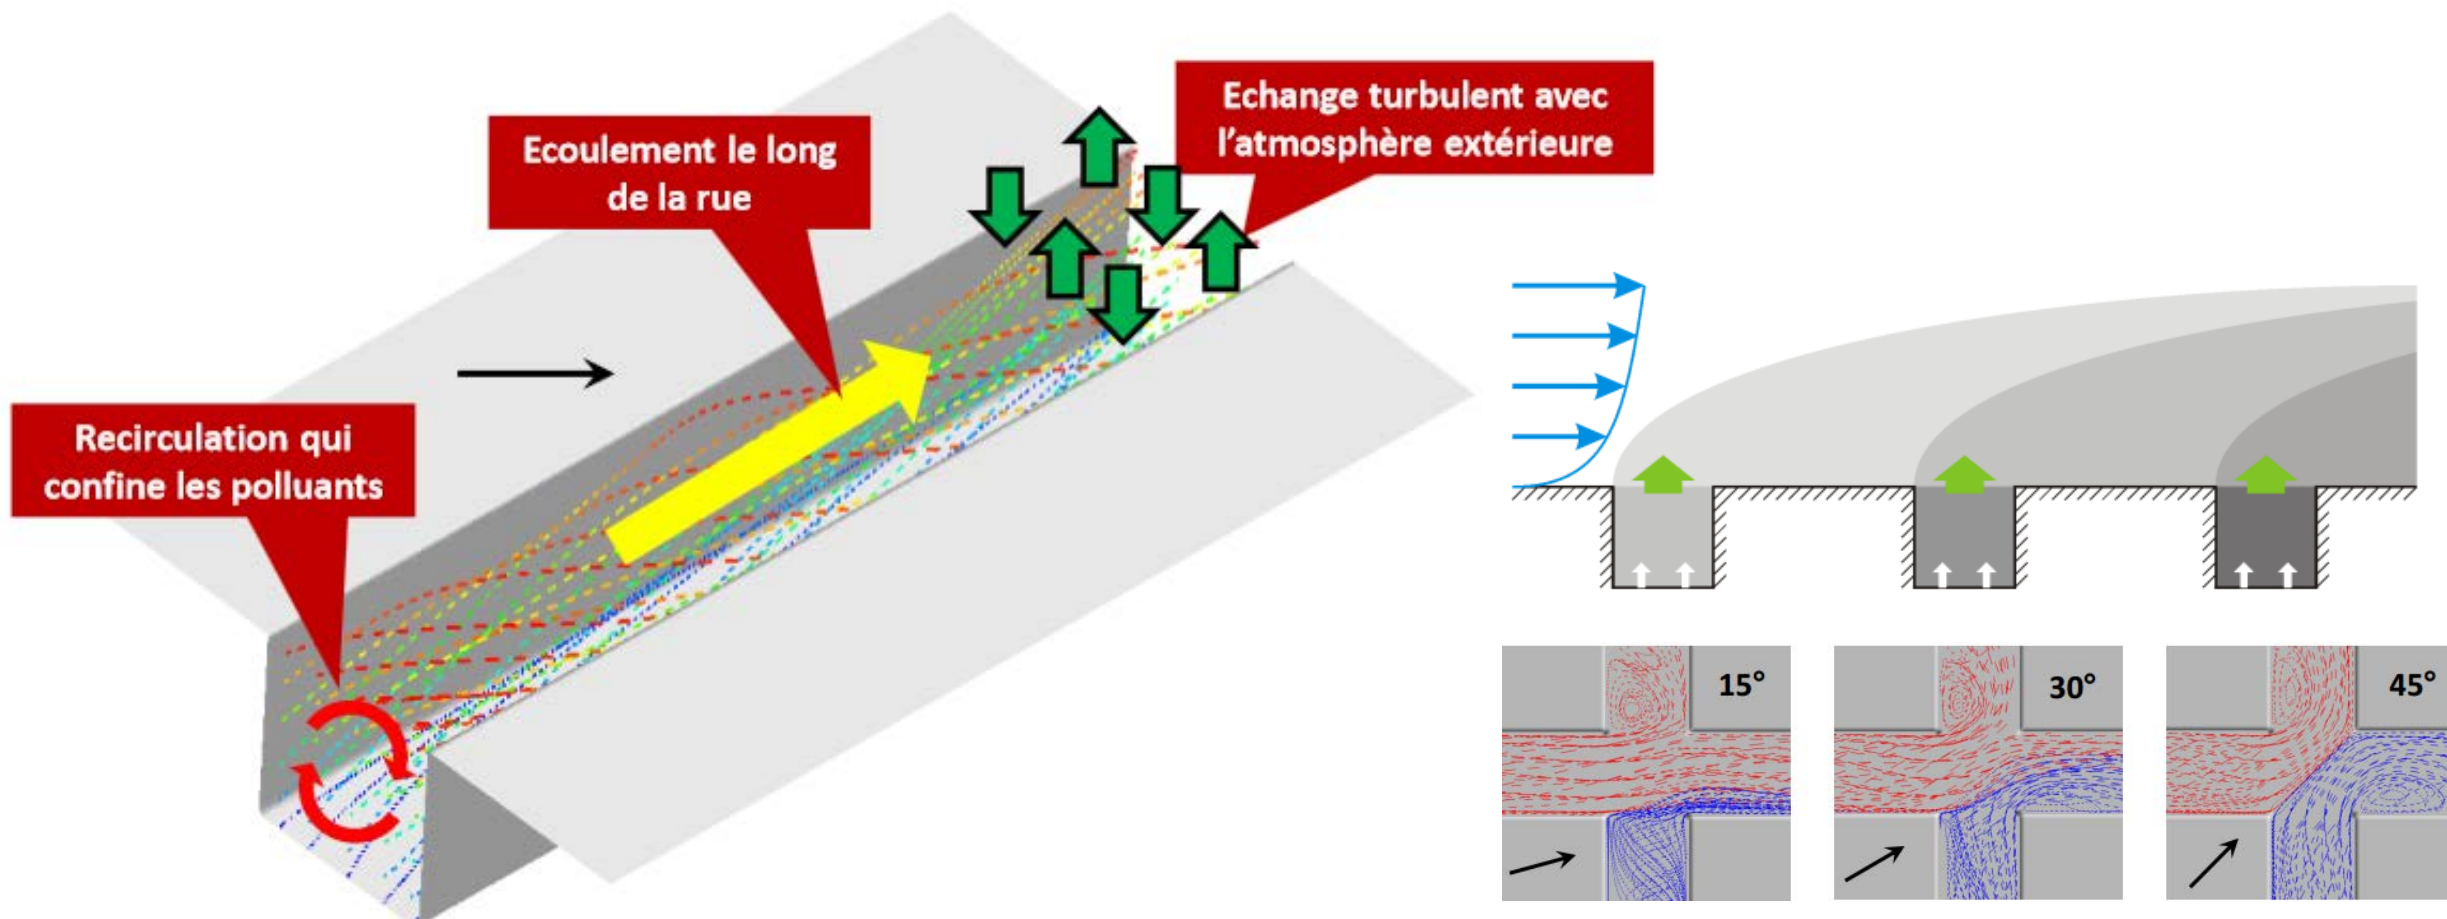 Echange turbulent avec
l'atmosphère extérieure
Ecoulement le long
de la rue
Recirculation qui
confine les polluants
15°
30°
45°